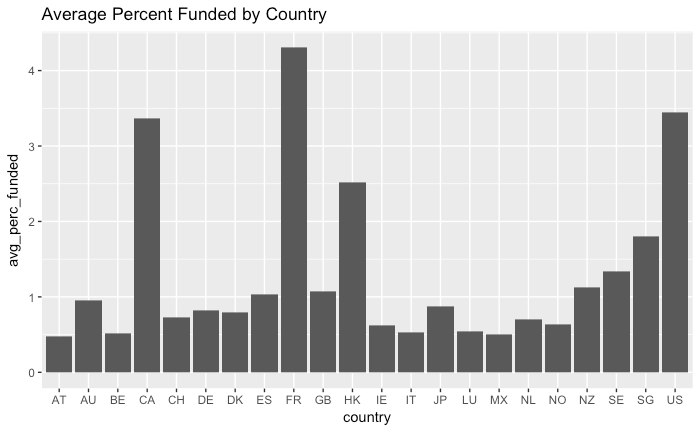 Average Percent Funded by Country
avg_perc_funded
4
3
2
1
0
AT AU BE CA CH DE DK ES FR GB HK IE IT JP LU MX NL NO NZ SE SG US
country